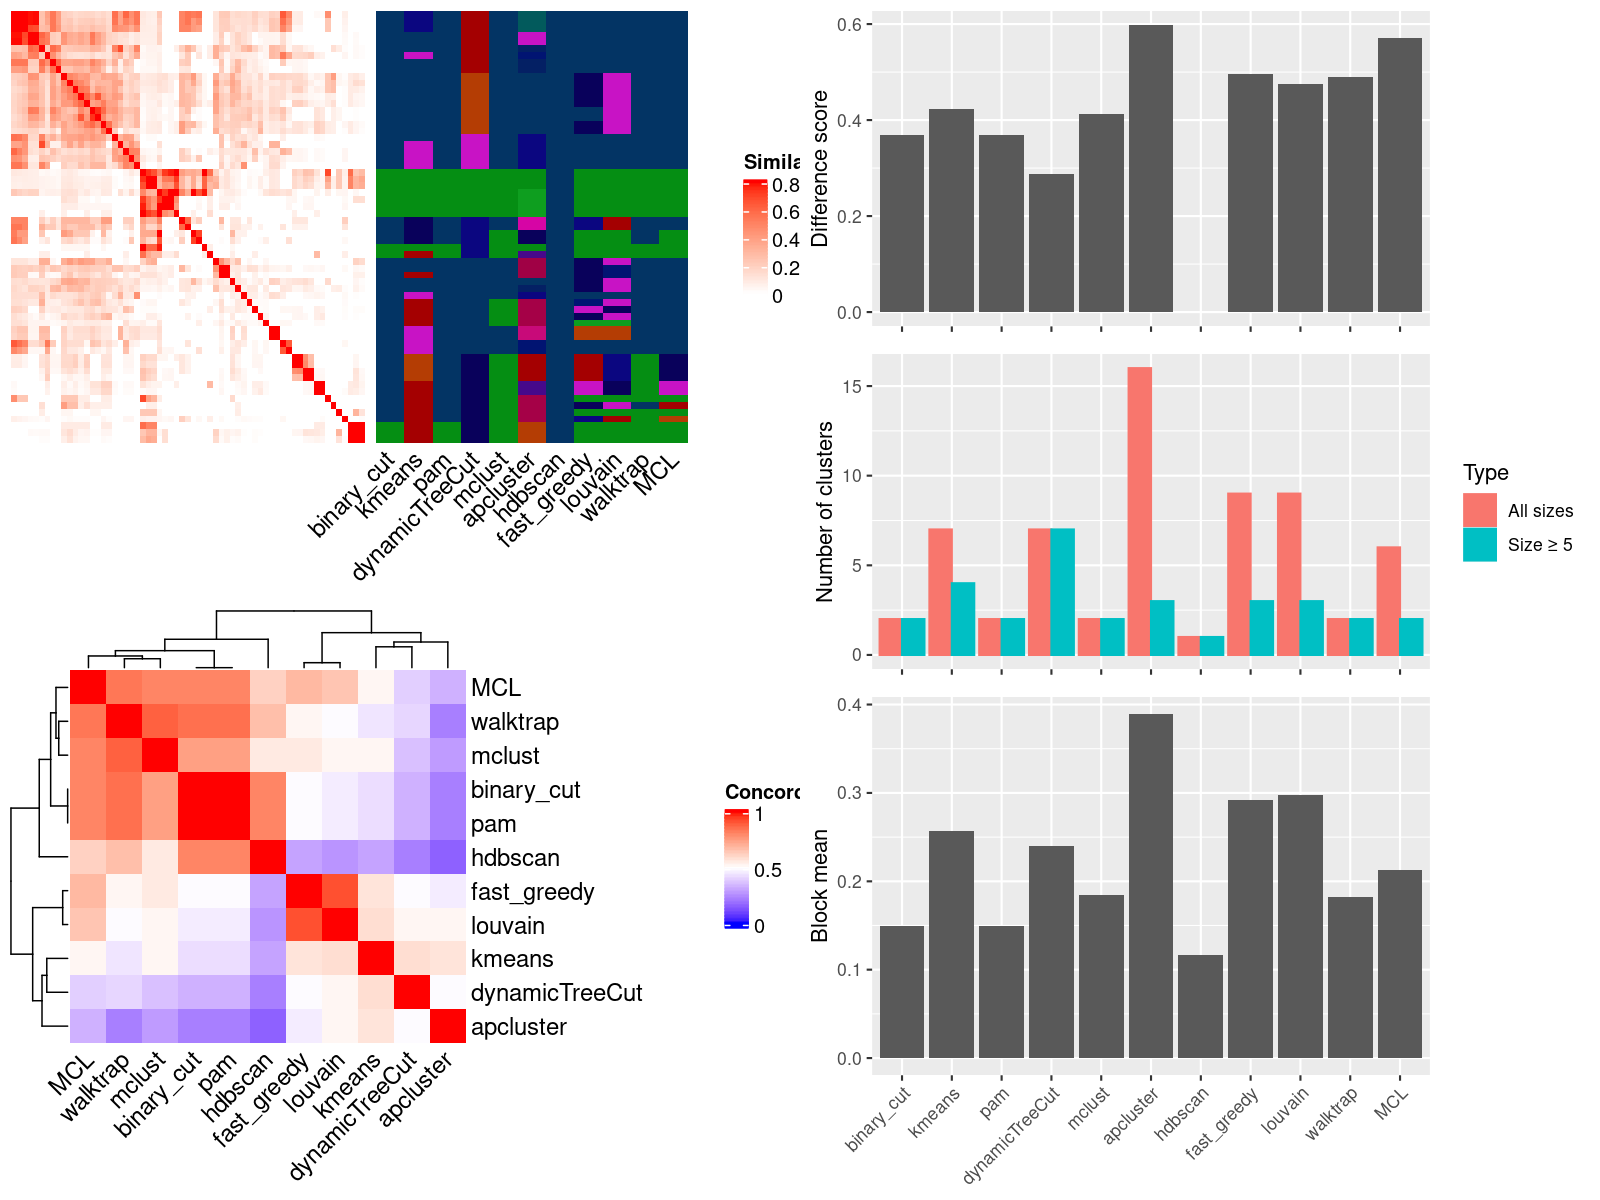 Simila
0.8
0.6
0.4
0.2
0
binary_cut
kmeans
pam
dynamicTreeCut
mclust
apcluster
hdbscan
fast_greedy
louvain
walktrap
MCL
MCL
walktrap
mclust
binary_cut
pam
hdbscan
fast_greedy
louvain
kmeans
dynamicTreeCut
apcluster
MCL
walktrap
mclust
binary_cut
pam
hdbscan
fast_greedy
louvain
kmeans
dynamicTreeCut
apcluster
Concord
1
0.5
0
Difference score
0.6
0.4
0.2
0.0
Number of clusters
15
10
5
0
Type
All sizes
Size ≥ 5
Block mean
0.4
0.3
0.2
0.1
0.0
binary_cut
kmeans
pam
dynamicTreeCut
mclust
apcluster
hdbscan
fast_greedy
louvain
walktrap
MCL